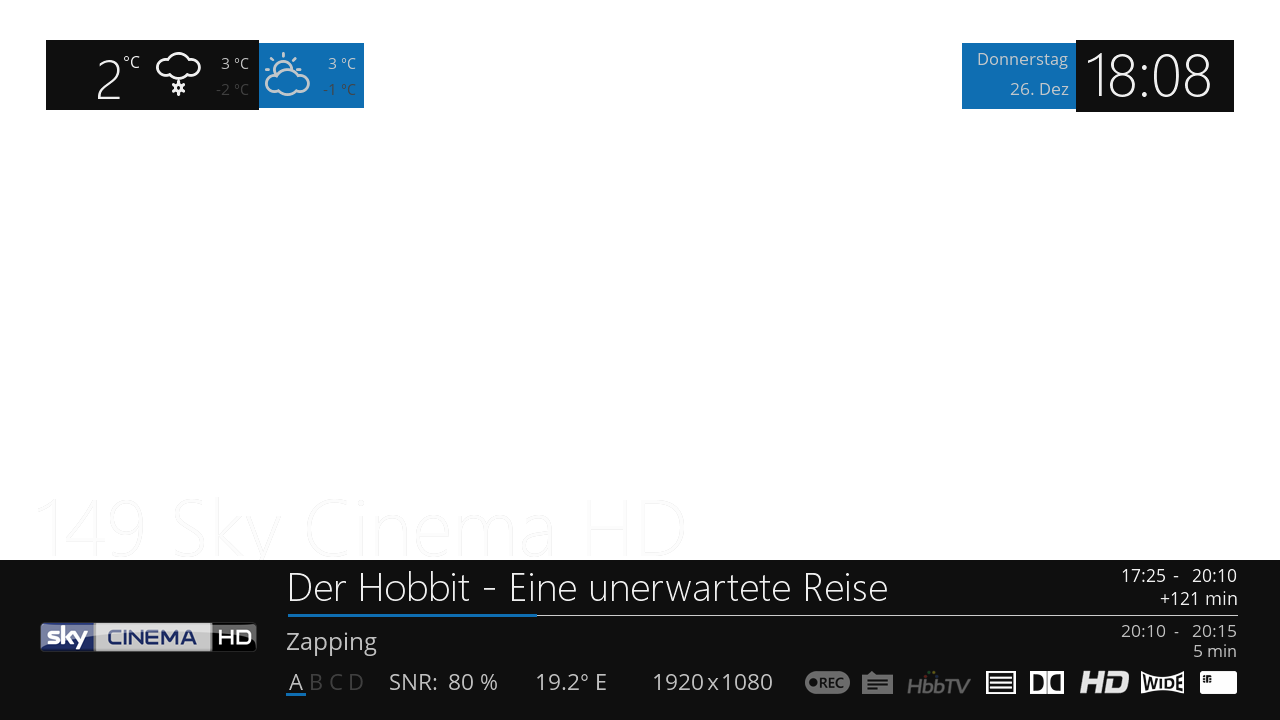 2 °C 3 °C 3 °C
-2 °C -1 °C
Donnerstag 18:08
26. Dez
149 Sky Cinema HD
Der Hobbit - Eine unerwartete Reise 17:25 - 20:10
+121 min
sky CINEMA HD
Zapping 20:10 - 20:15
5 min
A B C D SNR: 80 % 19.2° E 1920x1080 REC HbbTV HD WIDE